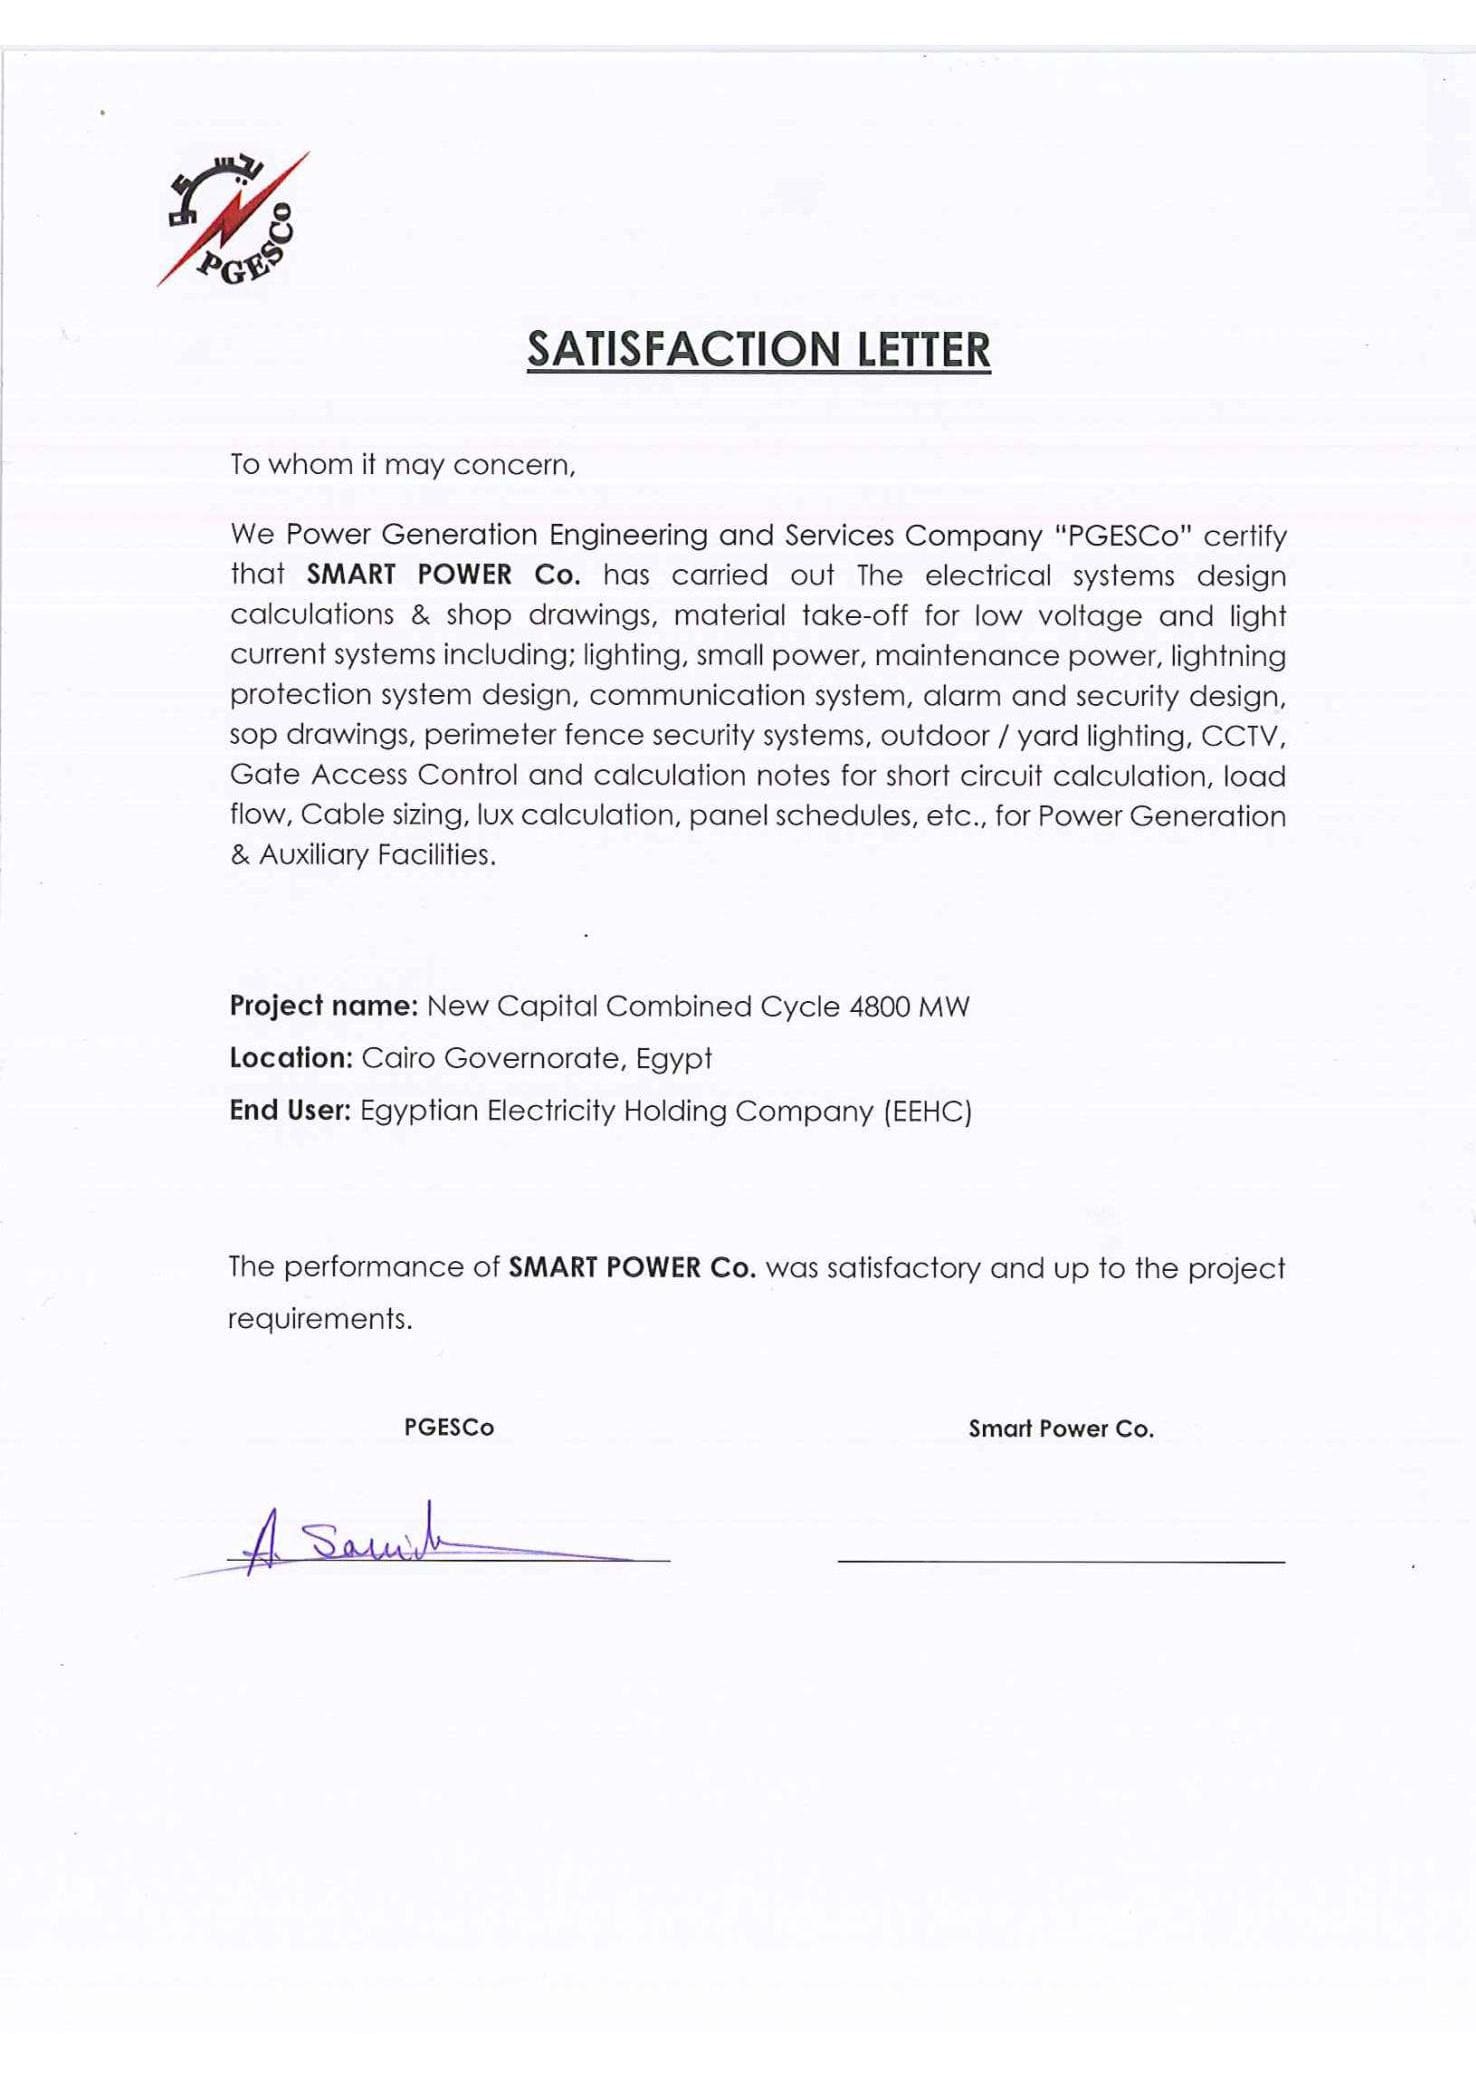 بجسكو
PGESCo
SATISFACTION LETTER
To whom it may concern,
We Power Generation Engineering and Services Company "PGESCo" certify
that SMART POWER Co. has carried out The electrical systems design
calculations & shop drawings, material take-off for low voltage and light
current systems including; lighting, small power, maintenance power, lightning
protection system design, communication system, alarm and security design,
sop drawings, perimeter fence security systems, outdoor / yard lighting, CCTV,
Gate Access Control and calculation notes for short circuit calculation, load
flow, Cable sizing, lux calculation, panel schedules, etc., for Power Generation
& Auxiliary Facilities.
Project name: New Capital Combined Cycle 4800 MW
Location: Cairo Governorate, Egypt
End User: Egyptian Electricity Holding Company (EEHC)
The performance of SMART POWER Co. was satisfactory and up to the project
requirements.
PGESCo Smart Power Co.
A. Samih